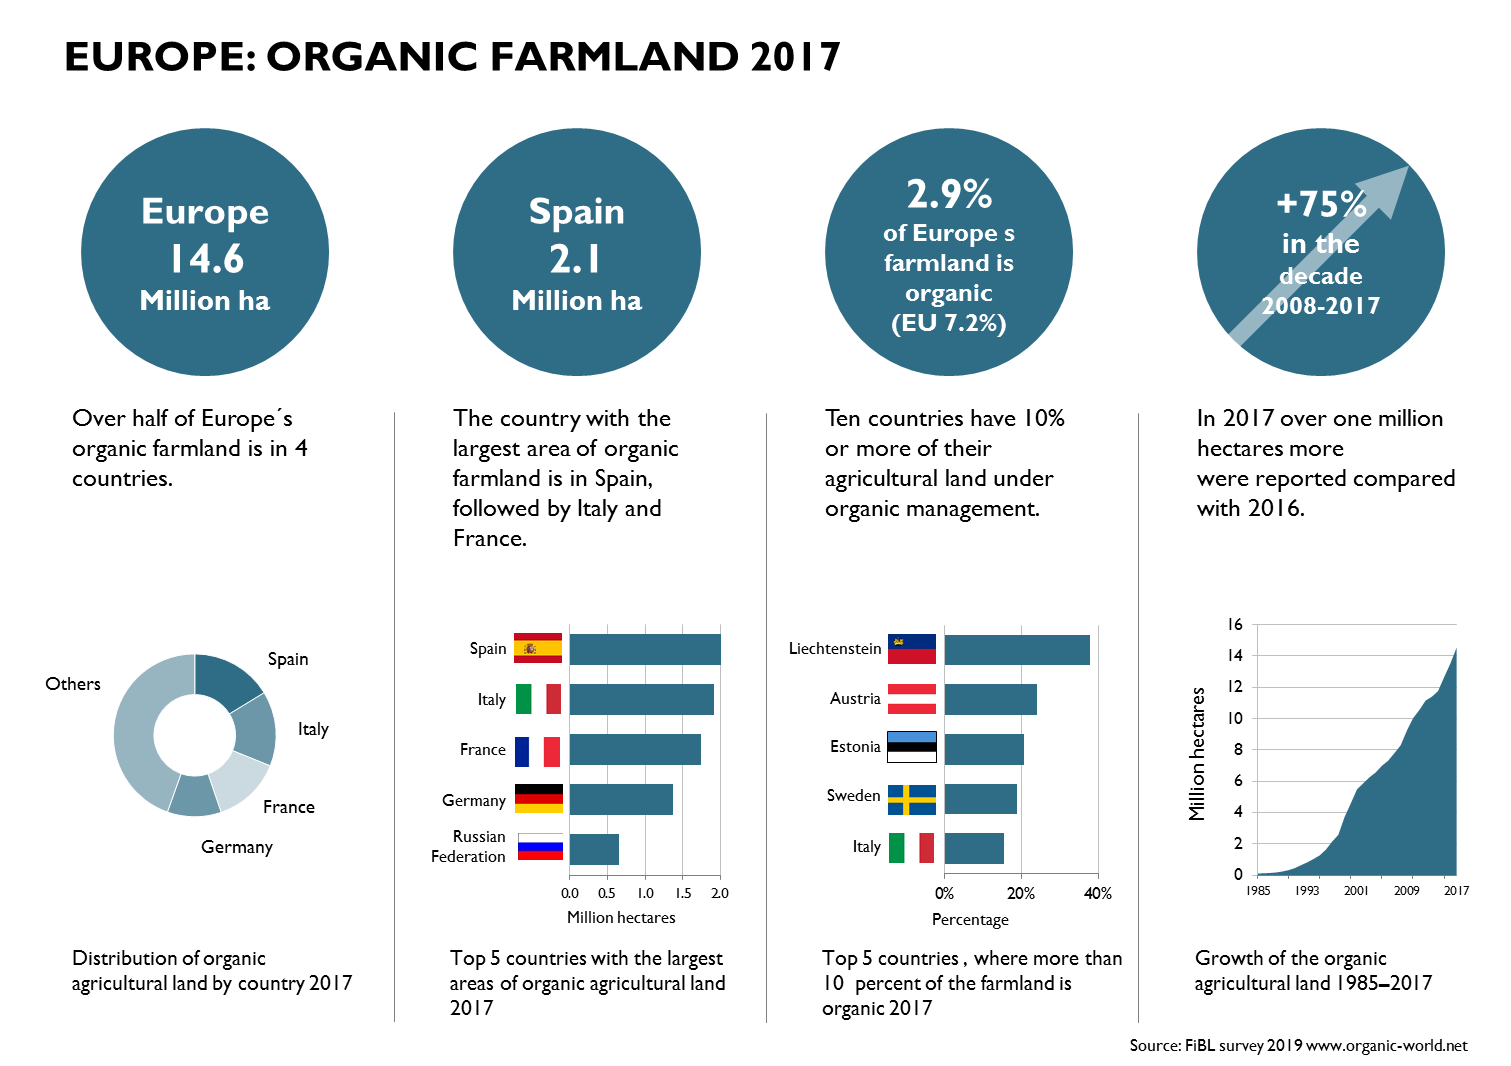 EUROPE: ORGANIC FARMLAND 2017
Europe
14.6
Million ha
Spain
2.1
Million ha
2.9%
of Europe s
farmland is
organic
(EU 7.2%)
+75%
in the
decade
2008-2017
Over half of Europe´s
organic farmland is in 4
countries.
The country with the
largest area of organic
farmland is in Spain,
followed by Italy and
France.
Ten countries have 10%
or more of their
agricultural land under
organic management.
In 2017 over one million
hectares more
were reported compared
with 2016.
Spain
Others
Italy
France
Germany
Distribution of organic
agricultural land by country 2017
Spain
Italy
France
Germany
Russian
Federation
0.0 0.5 1.0 1.5 2.0
Million hectares
Top 5 countries with the largest
areas of organic agricultural land
2017
Liechtenstein
Austria
Estonia
Sweden
Italy
0% 20% 40%
Percentage
Top 5 countries , where more than
10 percent of the farmland is
organic 2017
Million hectares
16
14
12
10
8
6
4
2
0
1985 1993 2001 2009 2017
Growth of the organic
agricultural land 1985–2017
Source: FiBL survey 2019 www.organic-world.net